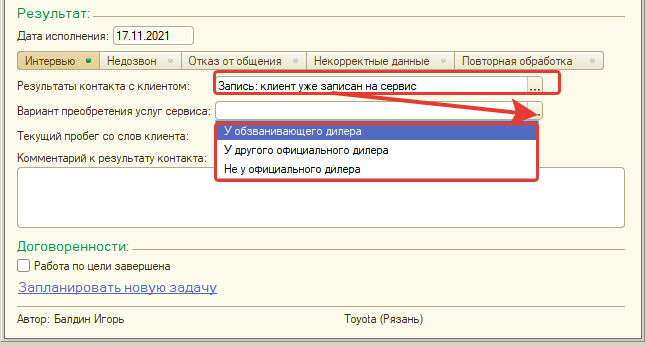 Результат:
Дата исполнения: 17.11.2021
Интервью Недозвон Отказ от общения Некорректные данные Повторная обработка
Результаты контакта с клиентом: Запись: клиент уже записан на сервис ...
Вариант преобретения услуг сервиса: ...
У обзванивающего дилера
Текущий пробег со слов клиента:
У другого официального дилера
Комментарий к результату контакта:
Не у официального дилера
Договоренности:
Работа по цели завершена
Запланировать новую задачу
Автор: Балдин Игорь Toyota (Рязань)